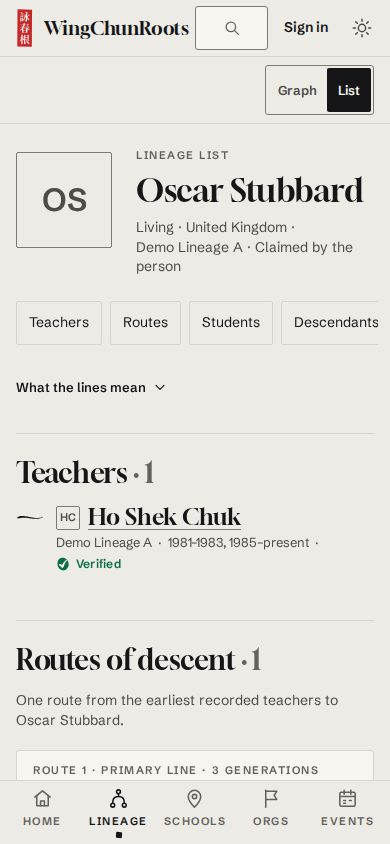 詠春根
WingChunRoots
Sign in
Graph
List
LINEAGE LIST
OS
Oscar Stubbard
Living · United Kingdom ·
Demo Lineage A · Claimed by the
person
Teachers
Routes
Students
Descendants
What the lines mean
Teachers · 1
HC
Ho Shek Chuk
Demo Lineage A · 1981–1983, 1985–present ·
Verified
Routes of descent · 1
One route from the earliest recorded teachers to
Oscar Stubbard.
ROUTE 1 · PRIMARY LINE · 3 GENERATIONS
HOME
LINEAGE
SCHOOLS
ORGS
EVENTS